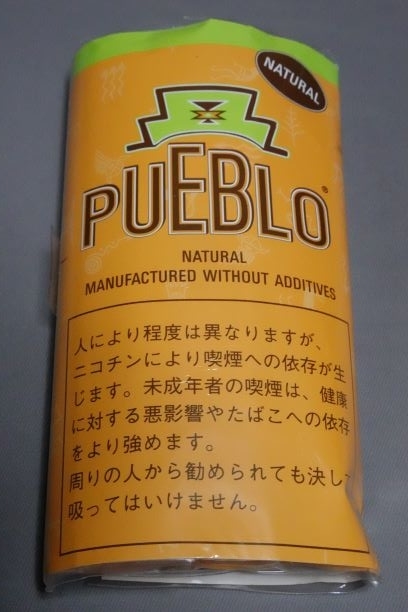 NATURAL
PUEBLO®
NATURAL
MANUFACTURED WITHOUT ADDITIVES
人により程度は異なりますが、
ニコチンにより喫煙への依存が生
じます。未成年者の喫煙は、健康
に対する悪影響やたばこへの依存
をより強めます。
周りの人から勧められても決して
吸ってはいけません。